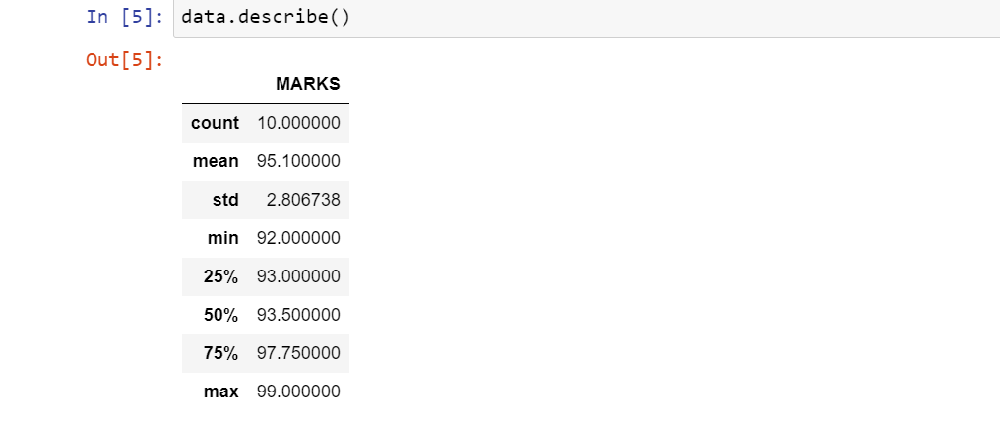 In [5]: data.describe()
Out[5]:
MARKS
count 10.000000
mean 95.100000
std 2.806738
min 92.000000
25% 93.000000
50% 93.500000
75% 97.750000
max 99.000000